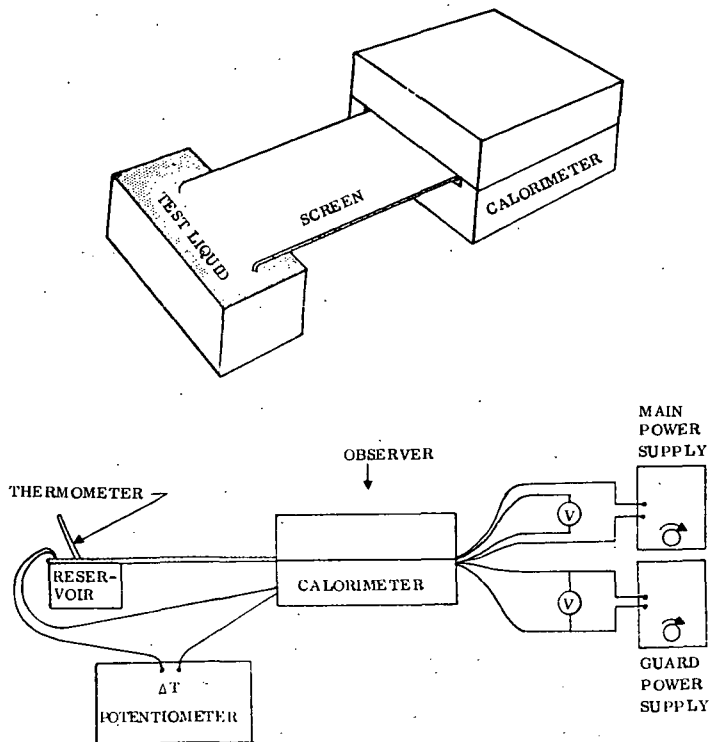 TEST LIQUID
SCREEN
CALORIMETER
MAIN
POWER
SUPPLY
OBSERVER
THERMOMETER
V
RESER-
VOIR
CALORIMETER
V
ΔT
POTENTIOMETER
GUARD
POWER
SUPPLY